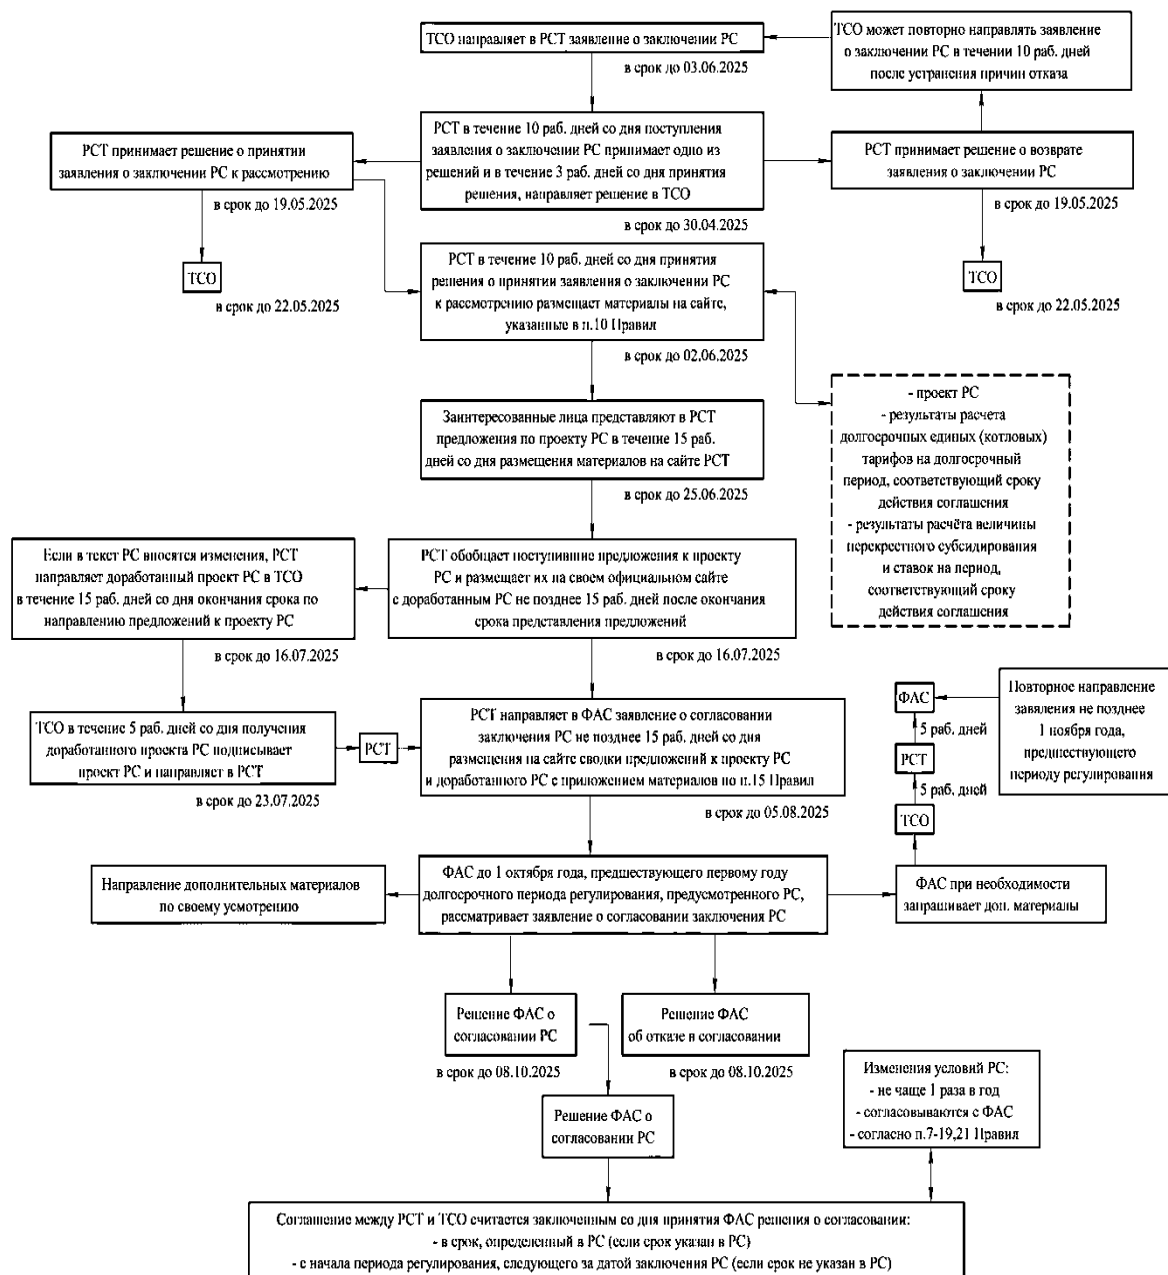 ТСО направляет в РСТ заявление о заключении РС
в срок до 03.06.2025
ТСО может повторно направлять заявление
о заключении РС в течении 10 раб. дней
после устранения причин отказа
РСТ принимает решение о принятии
заявления о заключении РС к рассмотрению
в срок до 19.05.2025
РСТ в течение 10 раб. дней со дня поступления
заявления о заключении РС принимает одно из
решений и в течение 3 раб. дней со дня принятия
решения, направляет решение в ТСО
в срок до 30.04.2025
РСТ принимает решение о возврате
заявления о заключении РС
в срок до 19.05.2025
ТСО
в срок до 22.05.2025
РСТ в течение 10 раб. дней со дня принятия
решения о принятии заявления о заключении РС
к рассмотрению размещает материалы на сайте,
указанные в п.10 Правил
в срок до 02.06.2025
ТСО
в срок до 22.05.2025
- проект РС
- результаты расчета
долгосрочных единых (котловых)
тарифов на долгосрочный
период, соответствующий сроку
действия соглашения
- результаты расчёта величины
перекрестного субсидирования
и ставок на период,
соответствующий сроку
действия соглашения
Заинтересованные лица представляют в РСТ
предложения по проекту РС в течение 15 раб.
дней со дня размещения материалов на сайте РСТ
в срок до 25.06.2025
Если в текст РС вносятся изменения, РСТ
направляет доработанный проект РС в ТСО
в течение 15 раб. дней со дня окончания срока по
направлению предложений к проекту РС
в срок до 16.07.2025
РСТ обобщает поступившие предложения к проекту
РС и размещает их на своем официальном сайте
с доработанным РС не позднее 15 раб. дней после окончания
срока представления предложений
в срок до 16.07.2025
ТСО в течение 5 раб. дней со дня получения
доработанного проекта РС подписывает
проект РС и направляет в РСТ
в срок до 23.07.2025
РСТ
РСТ направляет в ФАС заявление о согласовании
заключения РС не позднее 15 раб. дней со дня
размещения на сайте сводки предложений к проекту РС
и доработанного РС с приложением материалов по п.15 Правил
в срок до 05.08.2025
ФАС
5 раб. дней
РСТ
5 раб. дней
ТСО
Повторное направление
завяления не позднее
1 ноября года,
предшествующего
периоду регулирования
Направление дополнительных материалов
по своему усмотрению
ФАС до 1 октября года, предшествующего первому году
долгосрочного периода регулирования, предусмотренного РС,
рассматривает заявление о согласовании заключения РС
ФАС при необходимости
запрашивает доп. материалы
Решение ФАС о
согласовании РС
в срок до 08.10.2025
Решение ФАС
об отказе в согласовании
в срок до 08.10.2025
Решение ФАС о
согласовании РС
Изменения условий РС:
- не чаще 1 раза в год
- согласовываются с ФАС
- согласно п.7-19,21 Правил
Соглашение между РСТ и ТСО считается заключенным со дня принятия ФАС решения о согласовании:
- в срок, определенный в РС (если срок указан в РС)
- с начала периода регулирования, следующего за датой заключения РС (если срок не указан в РС)